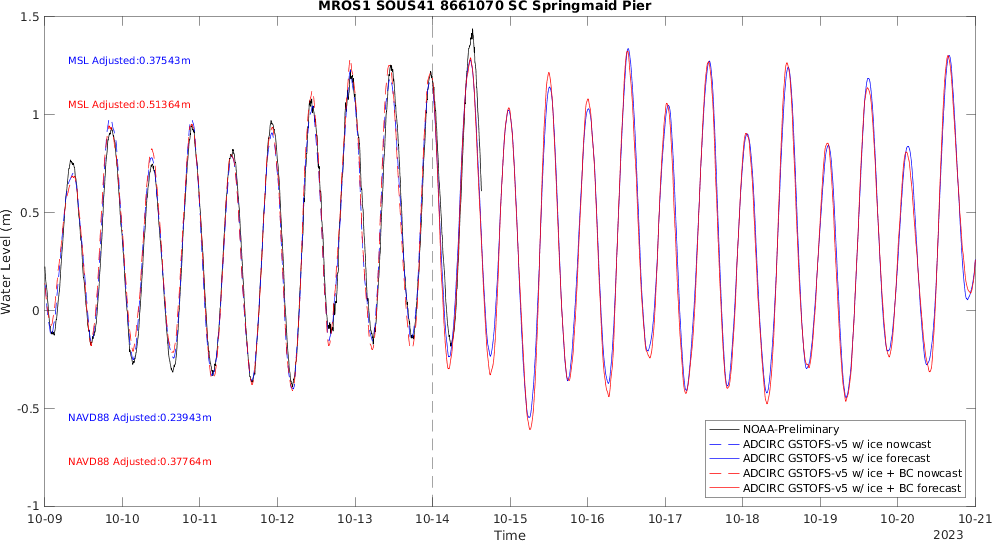 MROS1 SOUS41 8661070 SC Springmaid Pier
1.5
1
0.5
0
-0.5
-1
Water Level (m)
MSL Adjusted:0.37543m
MSL Adjusted:0.51364m
NAVD88 Adjusted:0.23943m
NAVD88 Adjusted:0.37764m
NOAA-Preliminary
ADCIRC GSTOFS-v5 w/ ice nowcast
ADCIRC GSTOFS-v5 w/ ice forecast
ADCIRC GSTOFS-v5 w/ ice + BC nowcast
ADCIRC GSTOFS-v5 w/ ice + BC forecast
10-09 10-10 10-11 10-12 10-13 10-14 10-15 10-16 10-17 10-18 10-19 10-20 10-21
Time
2023